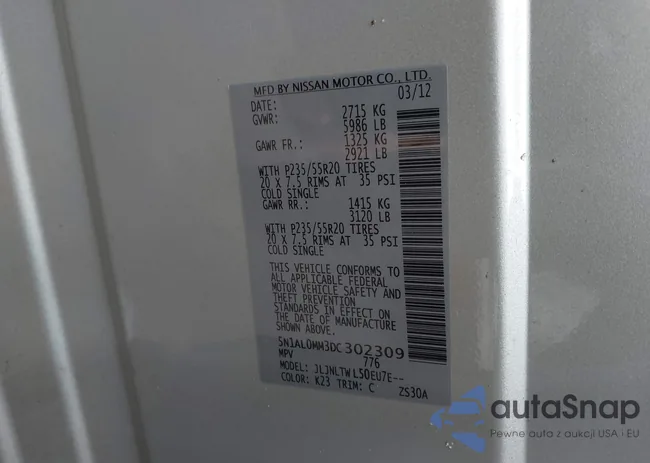 MFD BY NISSAN MOTOR CO., LTD.
DATE: 03/12
GVWR: 2715 KG
5986 LB
GAWR FR.: 1325 KG
2921 LB
WITH P235/55R20 TIRES
20 X 7.5 RIMS AT 35 PSI
COLD SINGLE
GAWR RR.: 1415 KG
3120 LB
WITH P235/55R20 TIRES
20 X 7.5 RIMS AT 35 PSI
COLD SINGLE
THIS VEHICLE CONFORMS TO
ALL APPLICABLE FEDERAL
MOTOR VEHICLE SAFETY AND
THEFT PREVENTION
STANDARDS IN EFFECT ON
THE DATE OF MANUFACTURE
SHOWN ABOVE.
5N1AL0MM3DC302309
MPV 776
MODEL: JLJNLTWL50EU7E--
COLOR: K23 TRIM: C ZS30A
autaSnap
Pewne auta z aukcji USA i EU